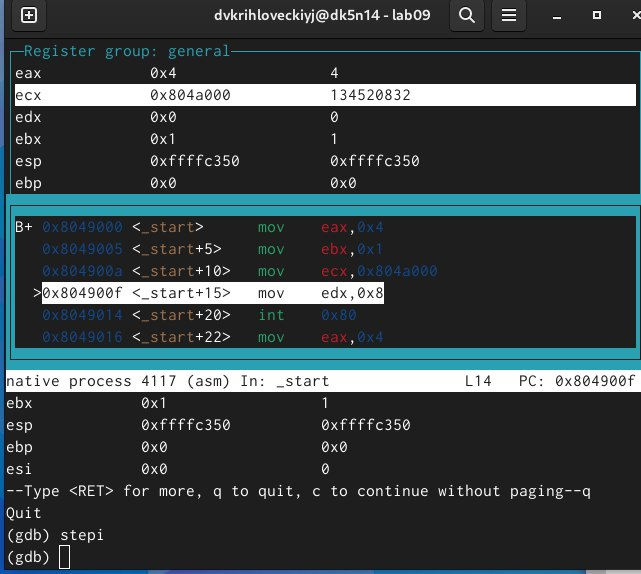 dvkrihloveckiyj@dk5n14 - lab09
Register group: general
eax 0x4 4
ecx 0x804a000 134520832
edx 0x0 0
ebx 0x1 1
esp 0xffffc350 0xffffc350
ebp 0x0 0x0
B+ 0x8049000 <_start> mov eax,0x4
0x8049005 <_start+5> mov ebx,0x1
0x804900a <_start+10> mov ecx,0x804a000
>0x804900f <_start+15> mov edx,0x8
0x8049014 <_start+20> int 0x80
0x8049016 <_start+22> mov eax,0x4
native process 4117 (asm) In: _start L14 PC: 0x804900f
ebx 0x1 1
esp 0xffffc350 0xffffc350
ebp 0x0 0x0
esi 0x0 0
--Type <RET> for more, q to quit, c to continue without paging--q
Quit
(gdb) stepi
(gdb)